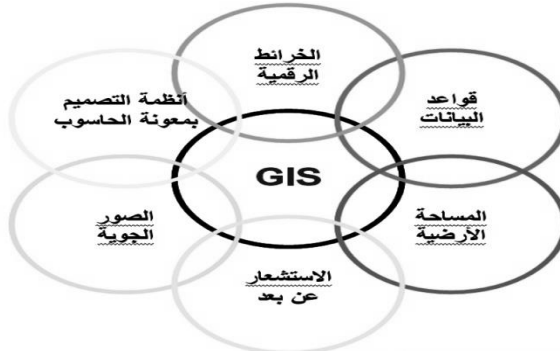 الخرائط
الرقمية
قواعد
البيانات
أنظمة التصميم
بمعونة الحاسوب
GIS
المساحة
الأرضية
الصور
الجوية
الاستشعار
عن بعد